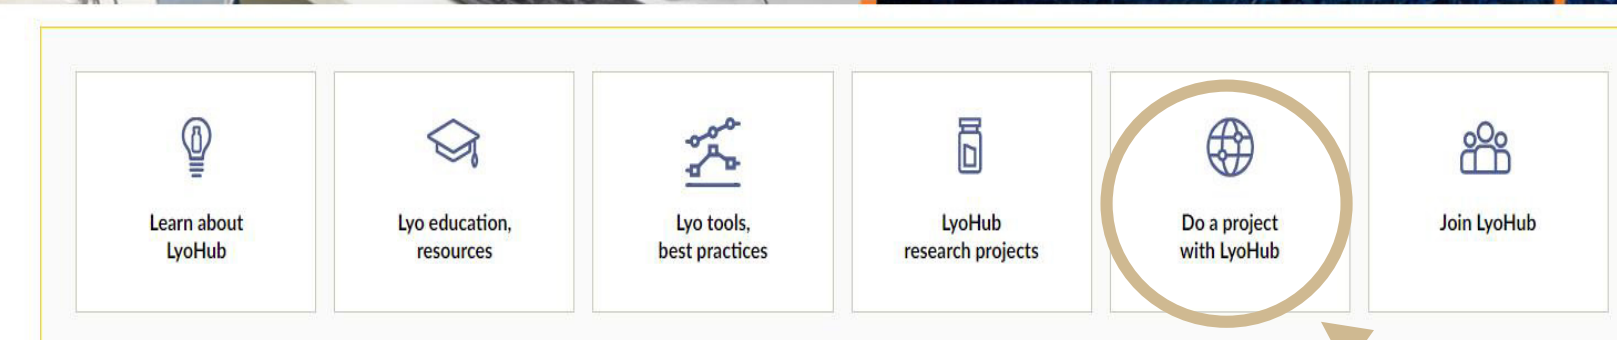 Learn about
LyoHub
Lyo education,
resources
Lyo tools,
best practices
LyoHub
research projects
Do a project
with LyoHub
Join LyoHub